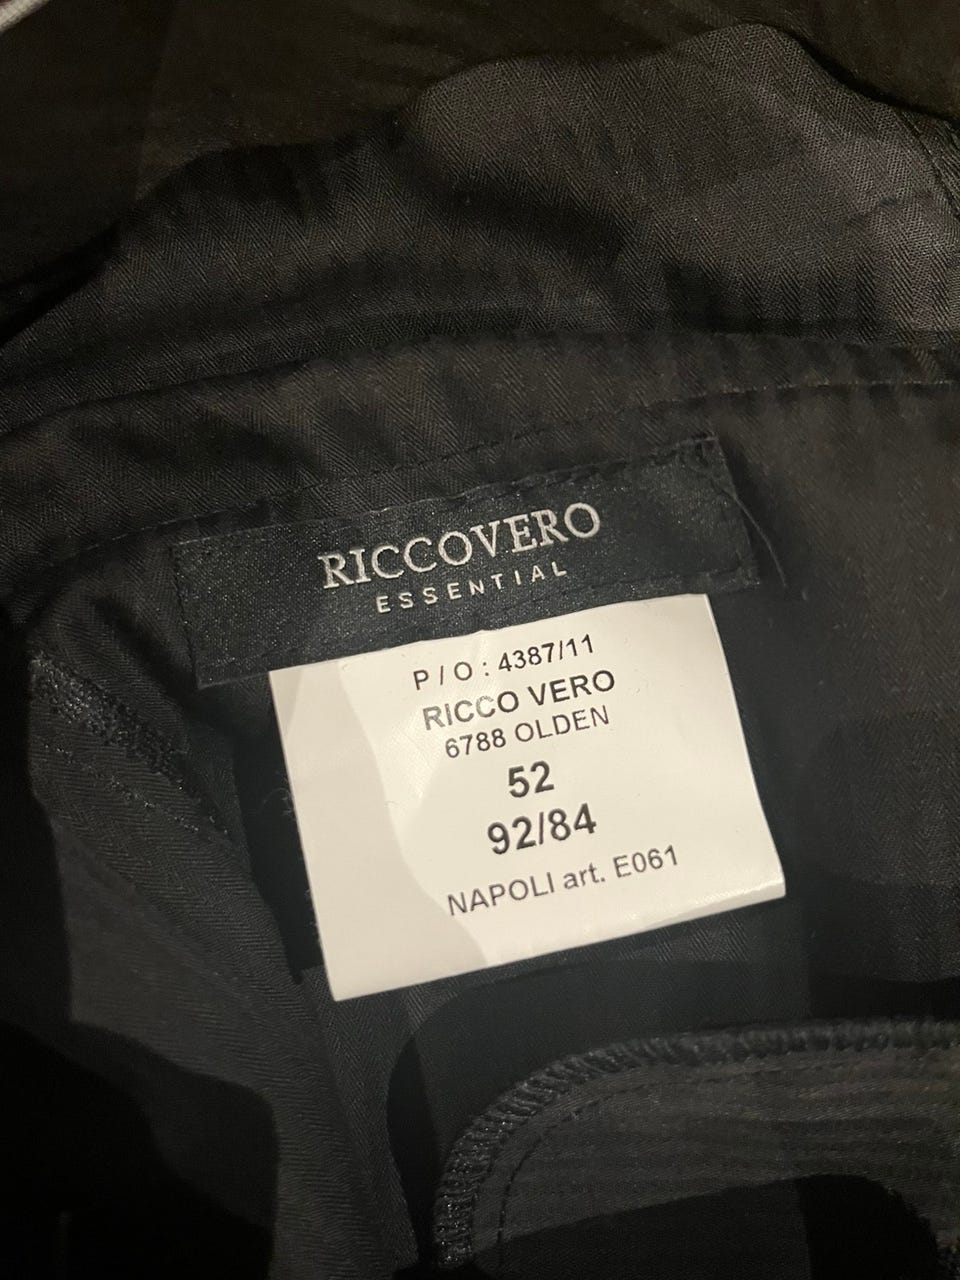 RICCOVERO
ESSENTIAL
P / O : 4387/11
RICCO VERO
6788 OLDEN
52
92/84
NAPOLI art. E061